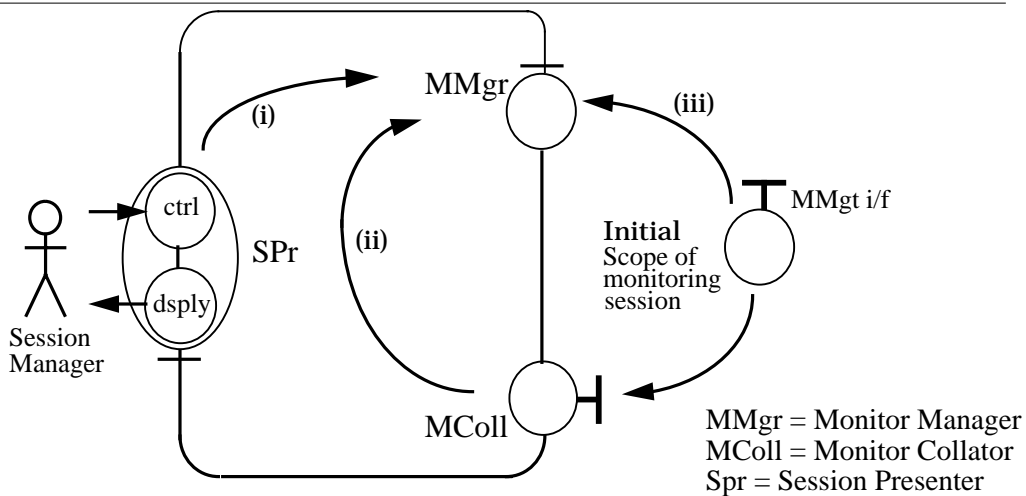 MMgr
(i)
(iii)
ctrl
MMgt i/f
SPr
(ii)
Initial
Scope of
monitoring
session
dsply
Session
Manager
MColl
MMgr = Monitor Manager
MColl = Monitor Collator
Spr = Session Presenter